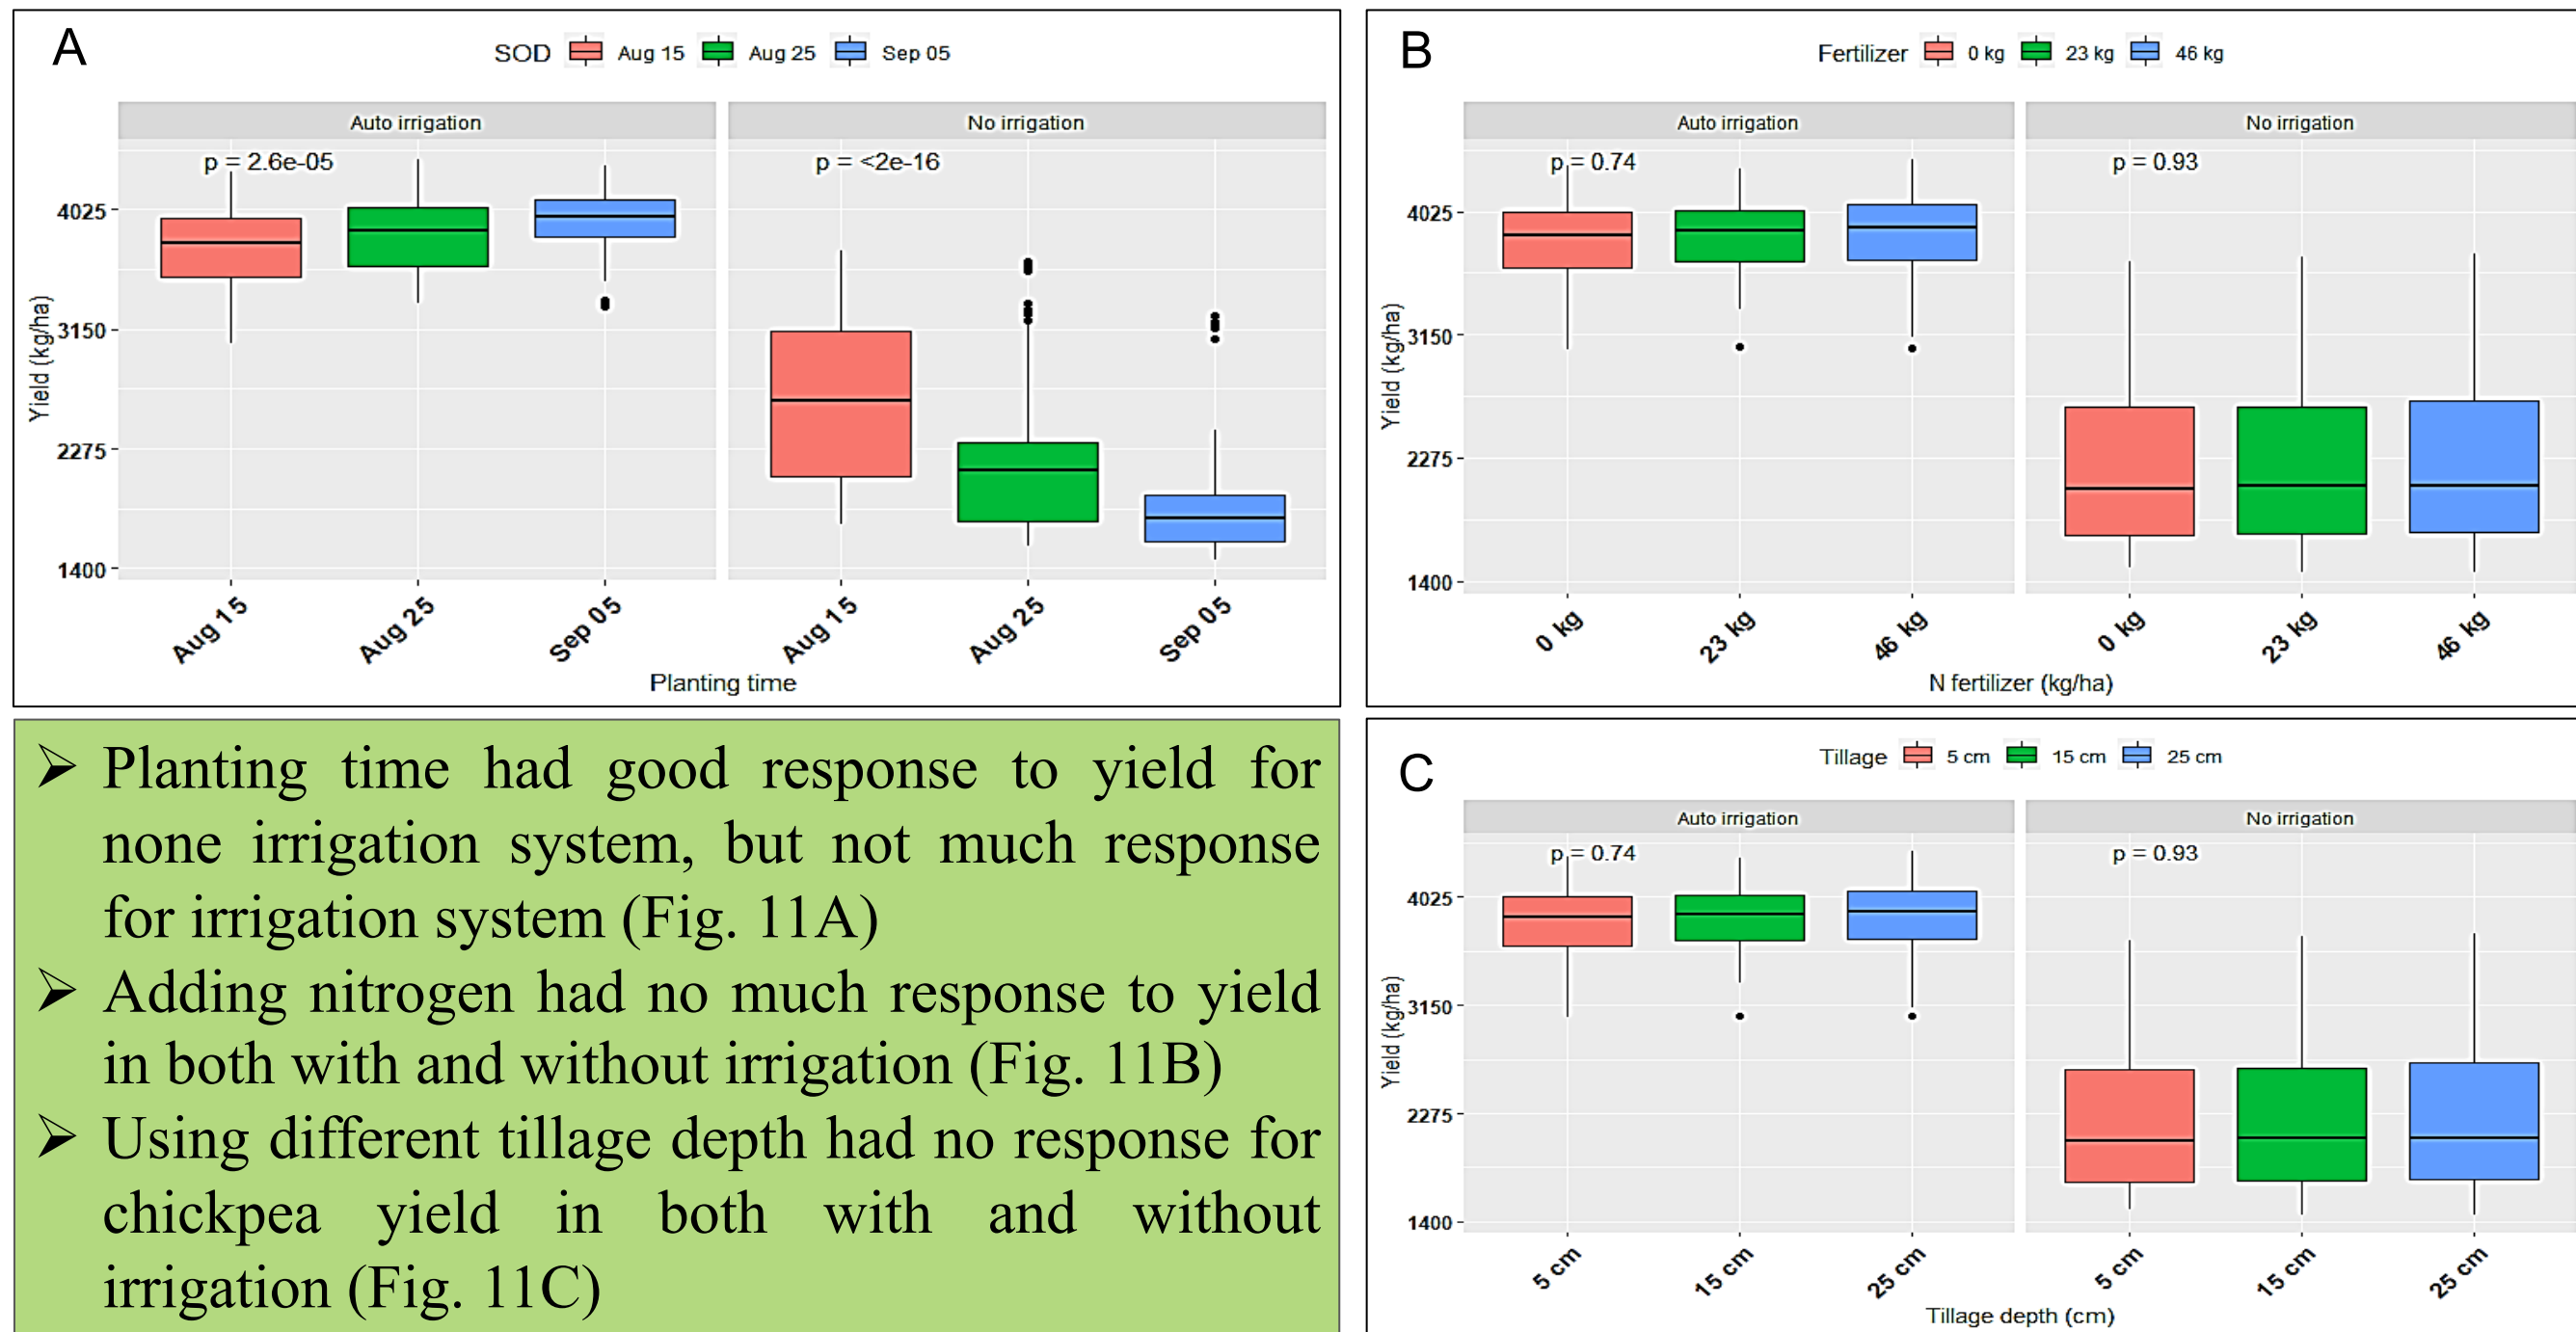 A
SOD Aug 15 Aug 25 Sep 05
Auto irrigation No irrigation
p = 2.6e-05 p = <2e-16
Yield (kg/ha)
4025
3150
2275
1400
Aug 15 Aug 25 Sep 05 Aug 15 Aug 25 Sep 05
Planting time
B
Fertilizer 0 kg 23 kg 46 kg
Auto irrigation No irrigation
p = 0.74 p = 0.93
Yield (kg/ha)
4025
3150
2275
1400
0 kg 23 kg 46 kg 0 kg 23 kg 46 kg
N fertilizer (kg/ha)
➢ Planting time had good response to yield for
none irrigation system, but not much response
for irrigation system (Fig. 11A)
➢ Adding nitrogen had no much response to yield
in both with and without irrigation (Fig. 11B)
➢ Using different tillage depth had no response for
chickpea yield in both with and without
irrigation (Fig. 11C)
C
Tillage 5 cm 15 cm 25 cm
Auto irrigation No irrigation
p = 0.74 p = 0.93
Yield (kg/ha)
4025
3150
2275
1400
5 cm 15 cm 25 cm 5 cm 15 cm 25 cm
Tillage depth (cm)